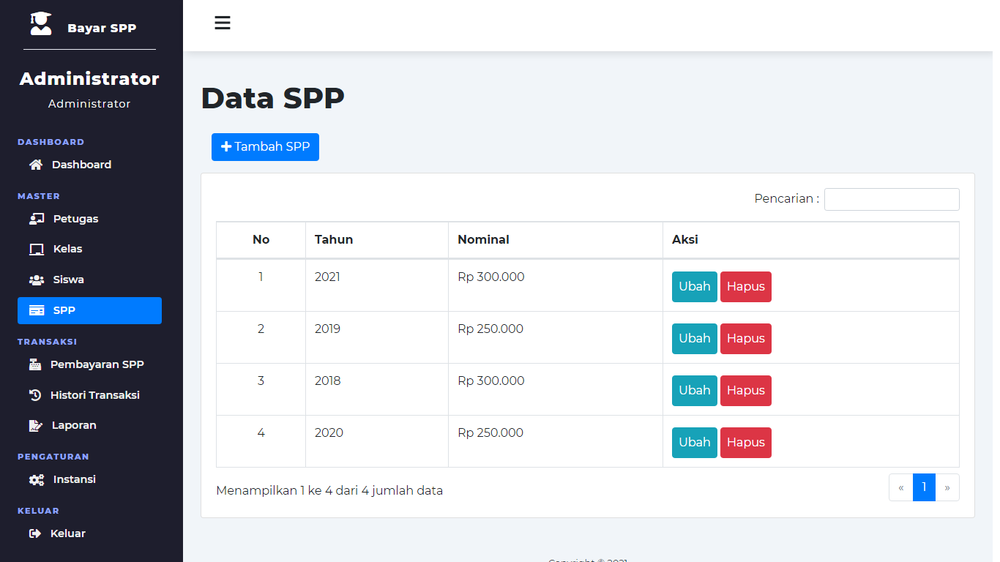 Bayar SPP
Administrator
Administrator
DASHBOARD
Dashboard
MASTER
Petugas
Kelas
Siswa
SPP
TRANSAKSI
Pembayaran SPP
Histori Transaksi
Laporan
PENGATURAN
Instansi
KELUAR
Keluar
Data SPP
Tambah SPP
Pencarian :
No Tahun Nominal Aksi
1 2021 Rp 300.000 Ubah Hapus
2 2019 Rp 250.000 Ubah Hapus
3 2018 Rp 300.000 Ubah Hapus
4 2020 Rp 250.000 Ubah Hapus
Menampilkan 1 ke 4 dari 4 jumlah data
« 1 »
Copyright © 2021